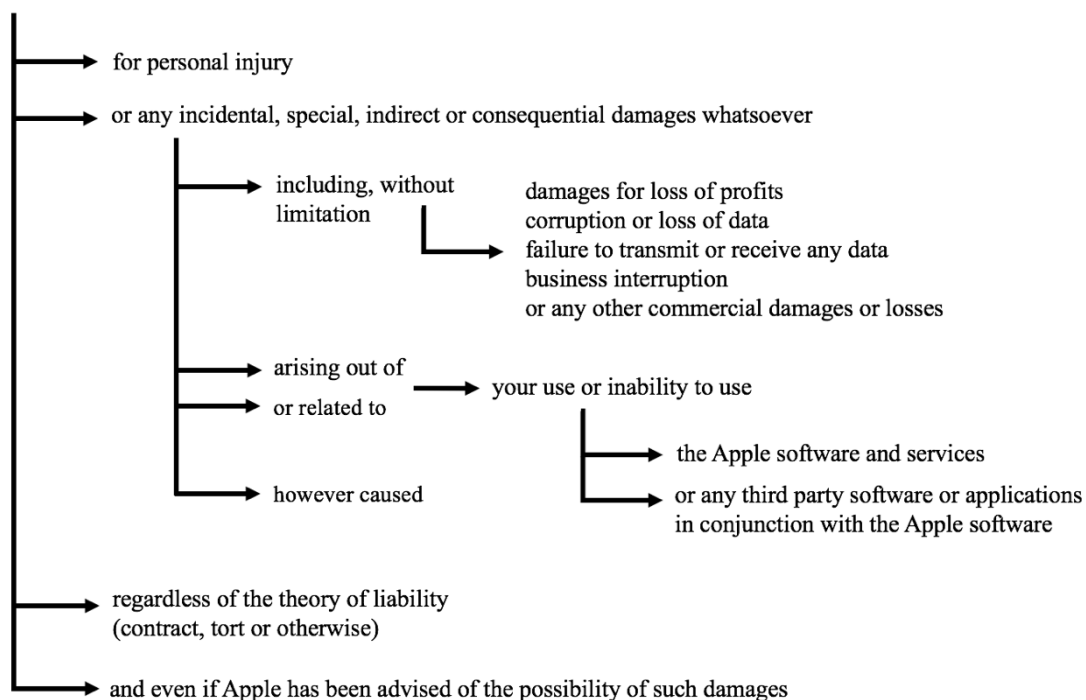 for personal injury
or any incidental, special, indirect or consequential damages whatsoever
including, without
limitation
damages for loss of profits
corruption or loss of data
failure to transmit or receive any data
business interruption
or any other commercial damages or losses
arising out of
or related to
your use or inability to use
the Apple software and services
or any third party software or applications
in conjunction with the Apple software
however caused
regardless of the theory of liability
(contract, tort or otherwise)
and even if Apple has been advised of the possibility of such damages